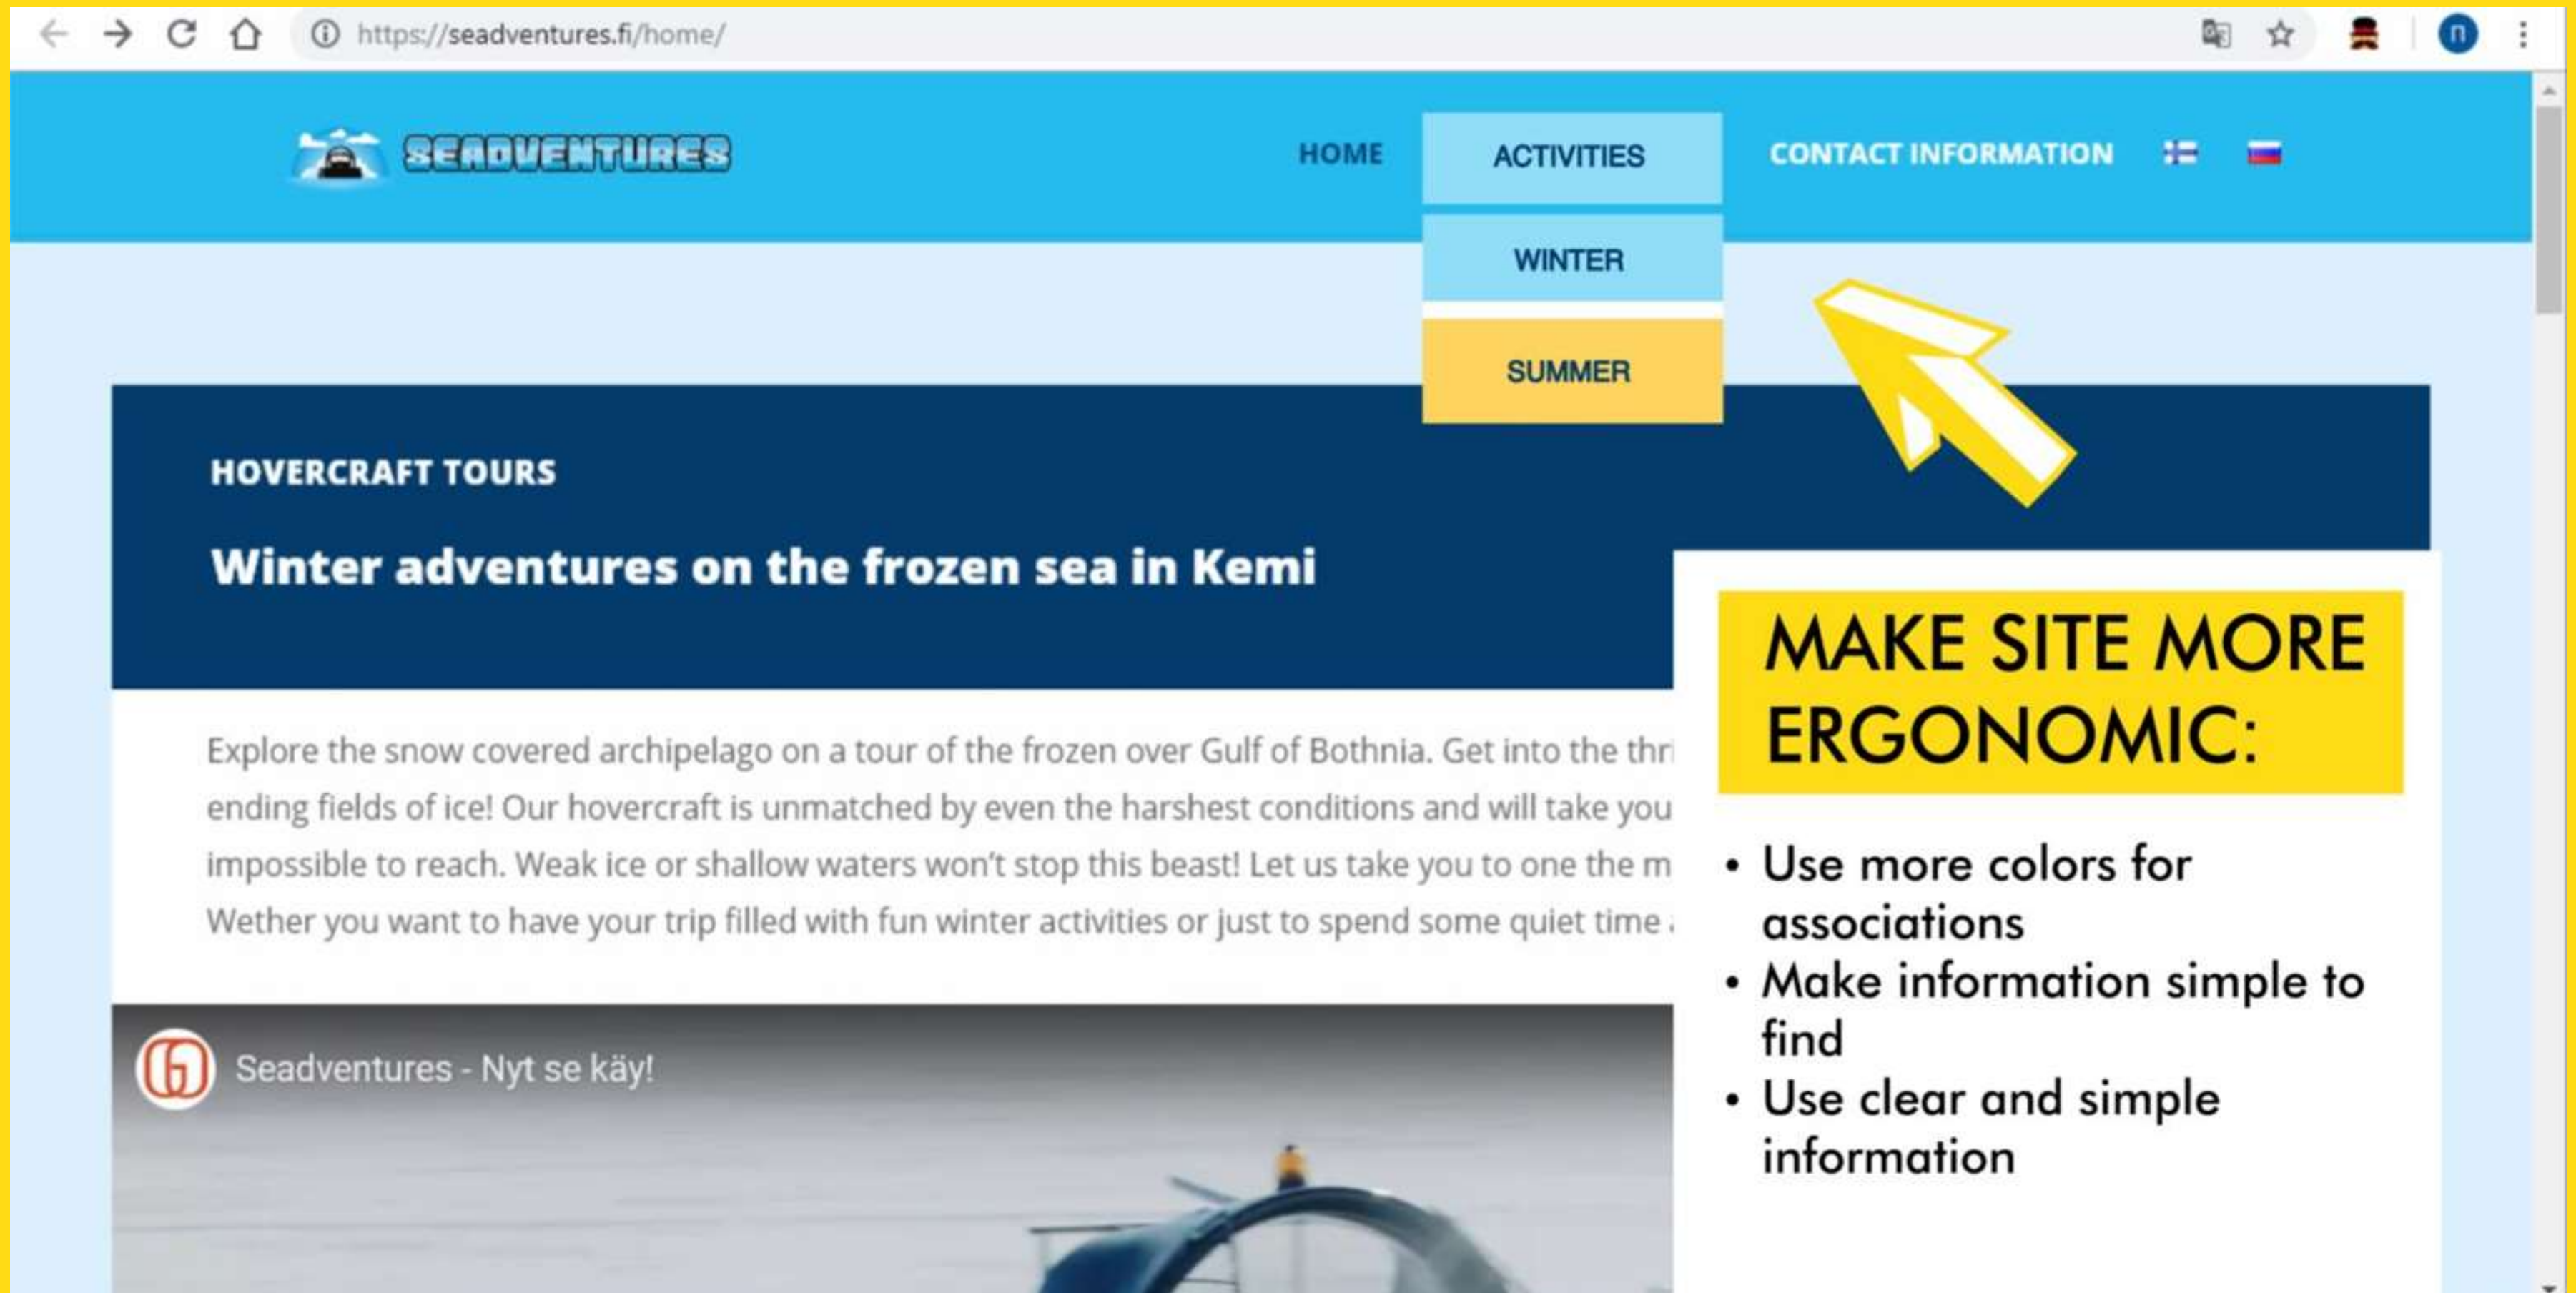 https://seadventures.fi/home/
n
SEADVENTURES
HOME
ACTIVITIES
CONTACT INFORMATION
WINTER
SUMMER
HOVERCRAFT TOURS
Winter adventures on the frozen sea in Kemi
Explore the snow covered archipelago on a tour of the frozen over Gulf of Bothnia. Get into the thri
ending fields of ice! Our hovercraft is unmatched by even the harshest conditions and will take you
impossible to reach. Weak ice or shallow waters won't stop this beast! Let us take you to one the m
Wether you want to have your trip filled with fun winter activities or just to spend some quiet time
Seadventures - Nyt se käy!
MAKE SITE MORE
ERGONOMIC:
• Use more colors for
associations
• Make information simple to
find
• Use clear and simple
information